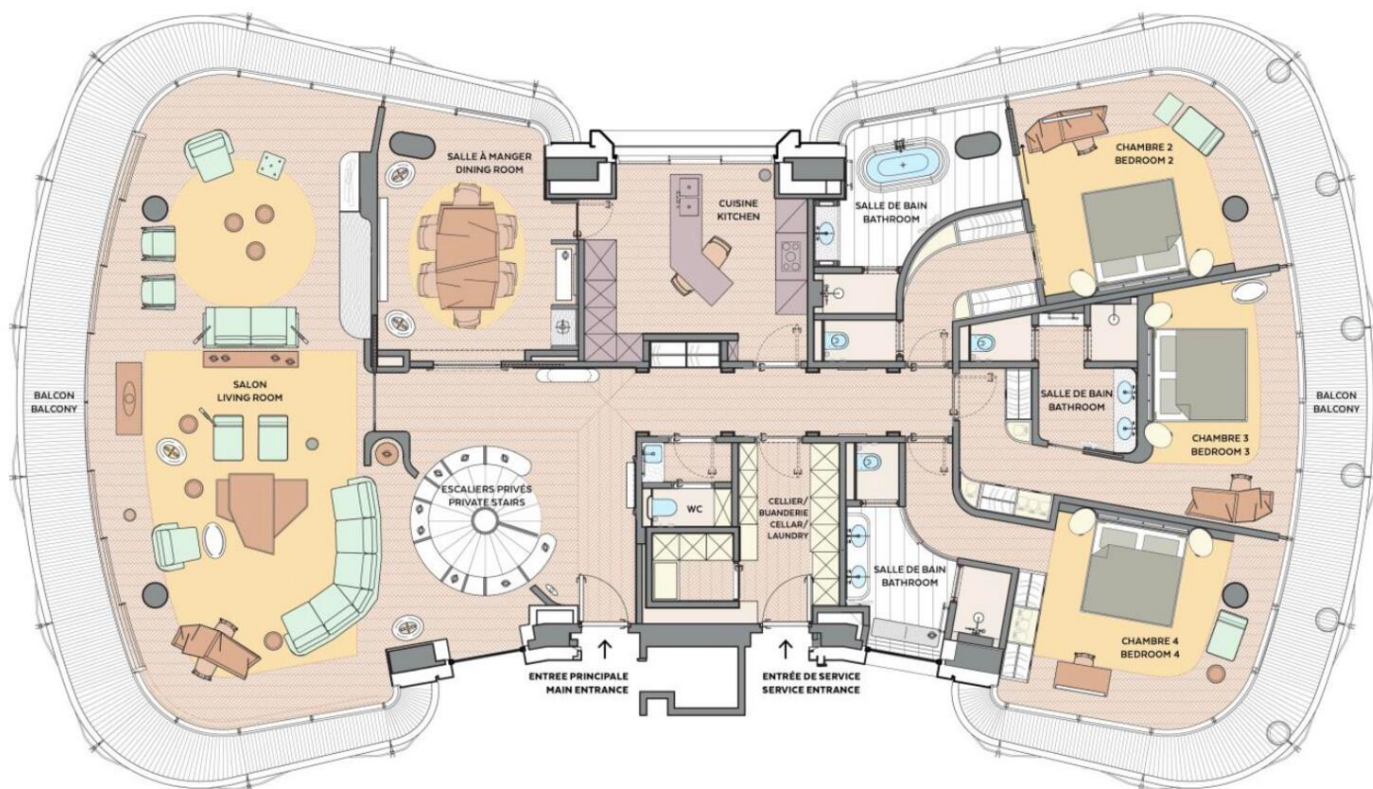 SALLE À MANGER
DINING ROOM
CUISINE
KITCHEN
SALLE DE BAIN
BATHROOM
CHAMBRE 2
BEDROOM 2
BALCON
BALCONY
SALON
LIVING ROOM
SALLE DE BAIN
BATHROOM
CHAMBRE 3
BEDROOM 3
BALCON
BALCONY
ESCALIERS PRIVÉS
PRIVATE STAIRS
WC
CELLIER/
BUANDERIE
CELLAR/
LAUNDRY
SALLE DE BAIN
BATHROOM
CHAMBRE 4
BEDROOM 4
ENTREE PRINCIPALE
MAIN ENTRANCE
ENTRÉE DE SERVICE
SERVICE ENTRANCE